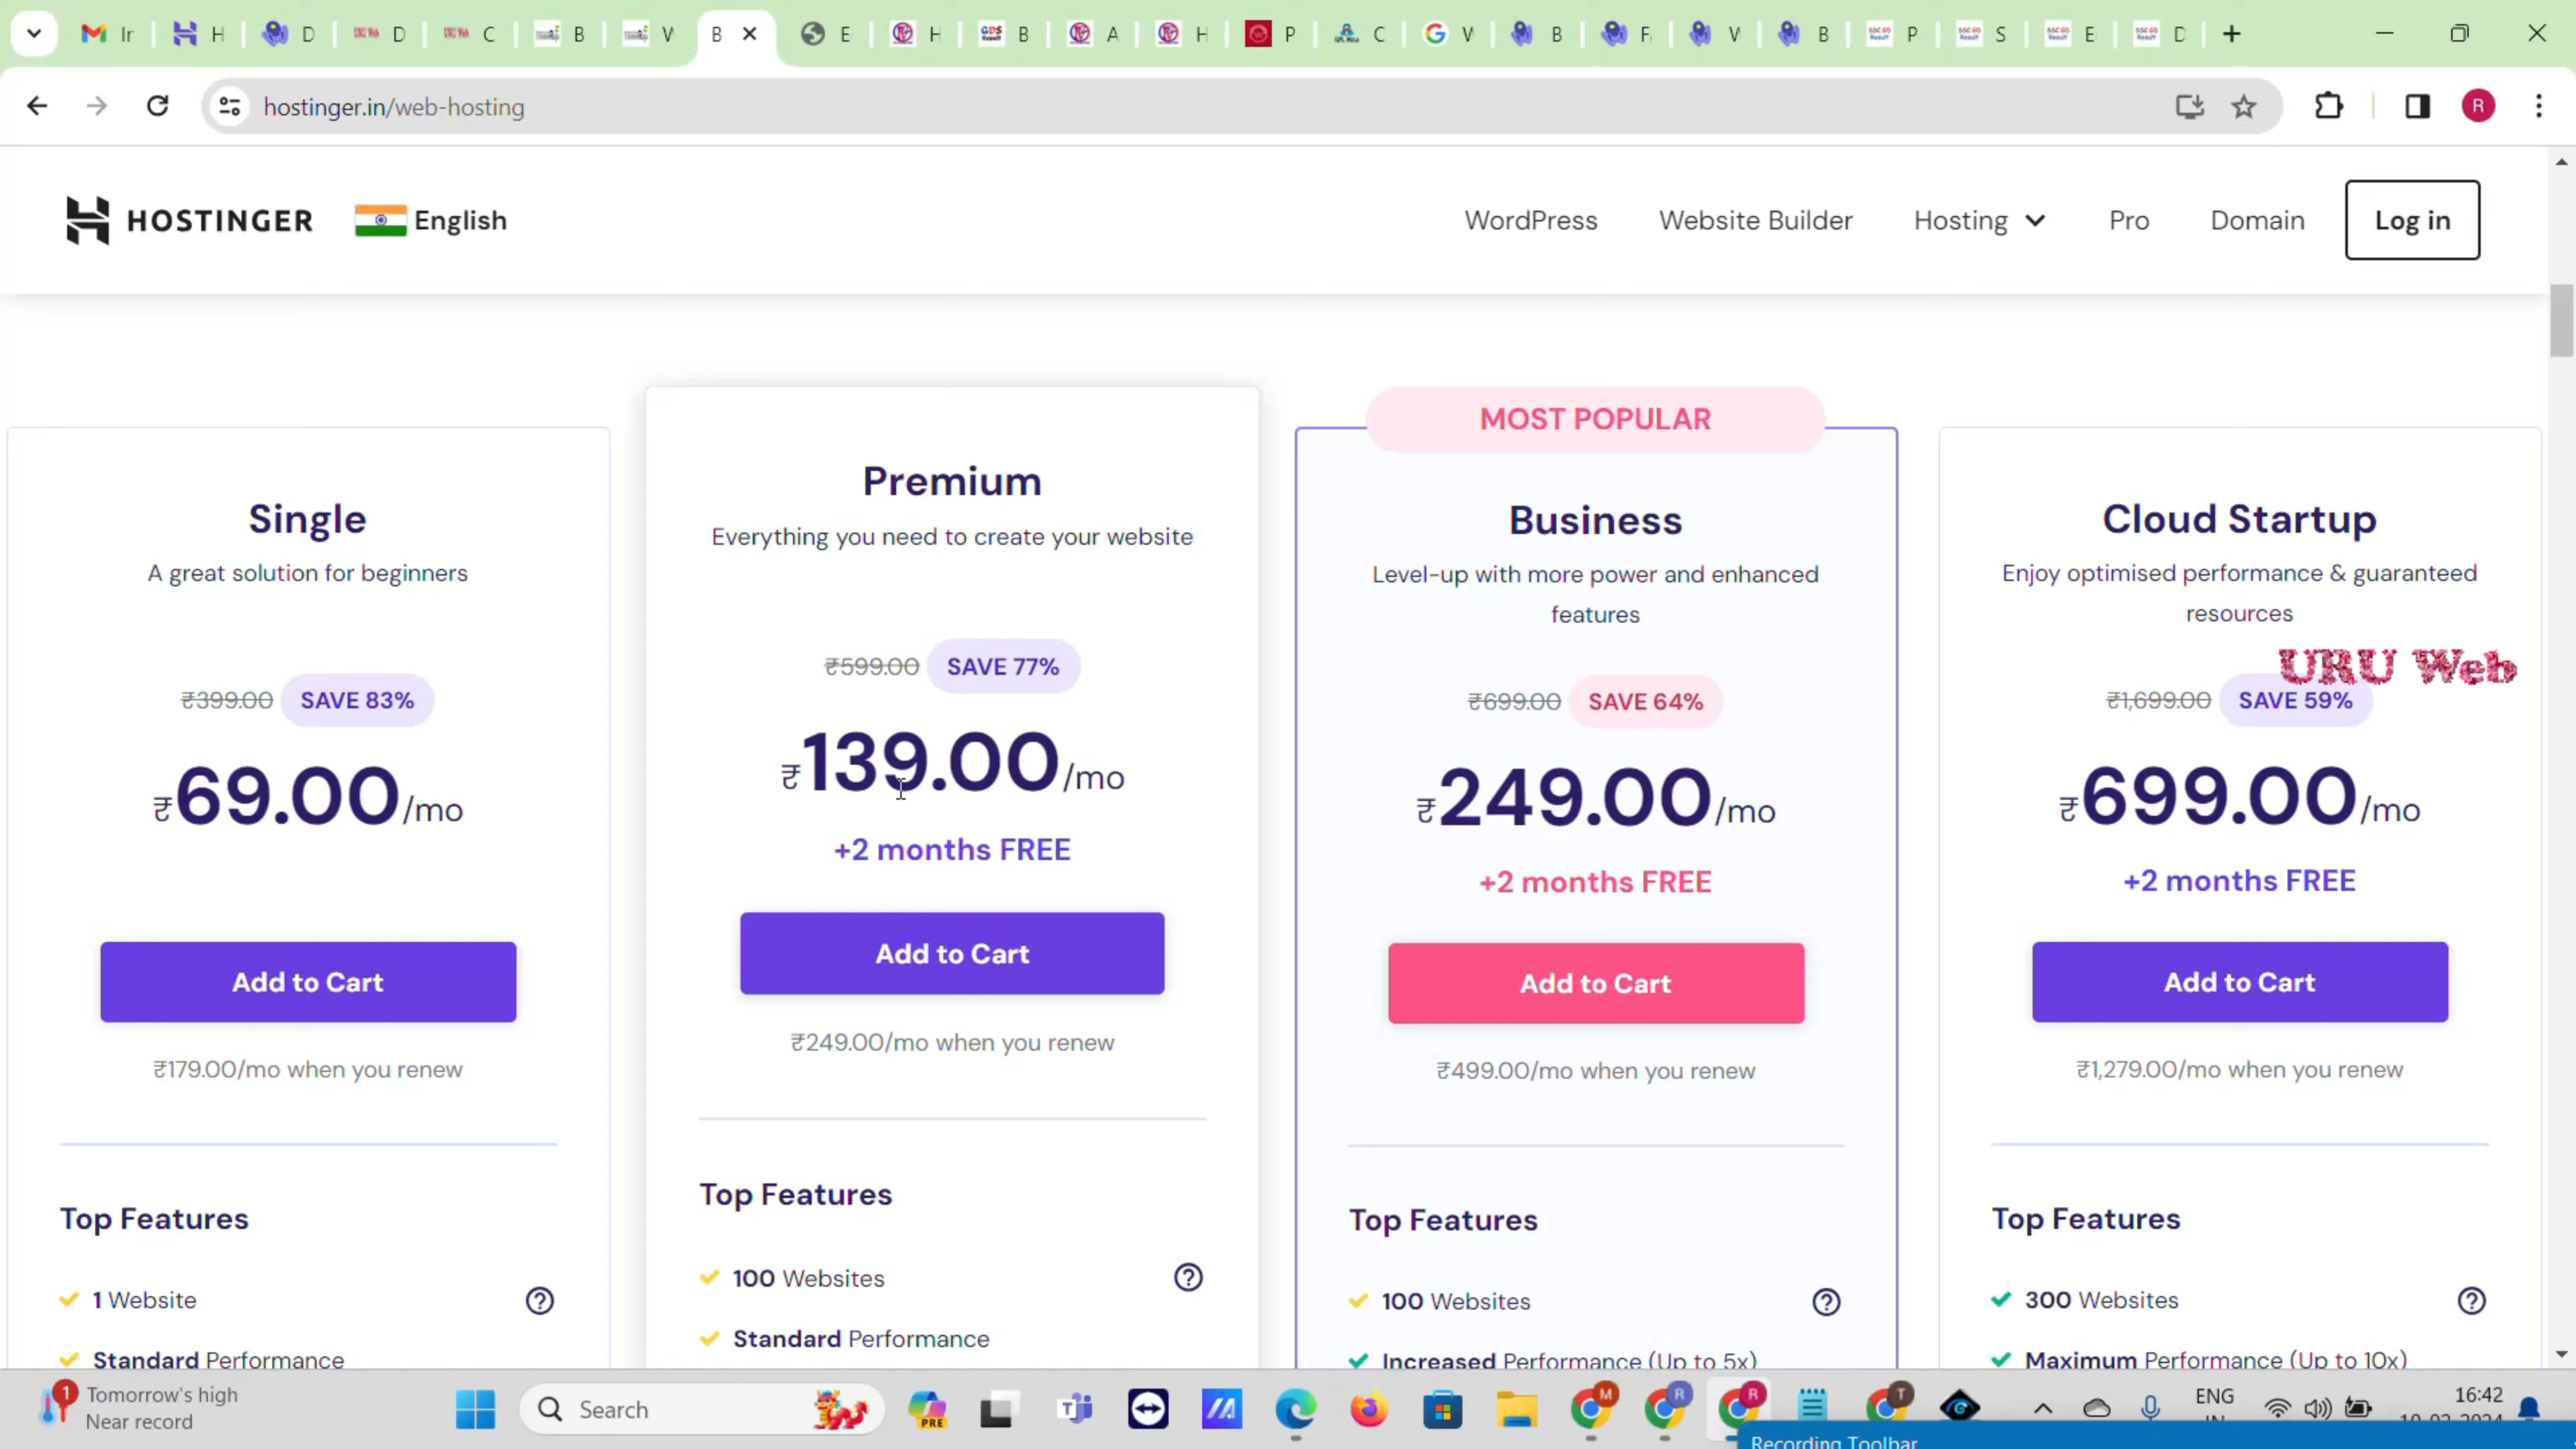 Ir
H
D
D
C
B
V
B
E
H
B
A
H
P
C
V
B
F
V
B
P
S
E
D
hostinger.in/web-hosting
R
HOSTINGER
English
WordPress
Website Builder
Hosting
Pro
Domain
Log in
Single
A great solution for beginners
₹399.00 SAVE 83%
₹69.00/mo
Add to Cart
₹179.00/mo when you renew
Top Features
1 Website
Standard Performance
Premium
Everything you need to create your website
₹599.00 SAVE 77%
₹139.00/mo
+2 months FREE
Add to Cart
₹249.00/mo when you renew
Top Features
100 Websites
Standard Performance
MOST POPULAR
Business
Level-up with more power and enhanced
features
₹699.00 SAVE 64%
₹249.00/mo
+2 months FREE
Add to Cart
₹499.00/mo when you renew
Top Features
100 Websites
Increased Performance (Up to 5x)
Cloud Startup
Enjoy optimised performance & guaranteed
resources
URU Web
₹1,699.00 SAVE 59%
₹699.00/mo
+2 months FREE
Add to Cart
₹1,279.00/mo when you renew
Top Features
300 Websites
Maximum Performance (Up to 10x)
1
Tomorrow's high
Near record
Search
PRE
M
R
R
T
ENG
16:42
Recording Toolbar